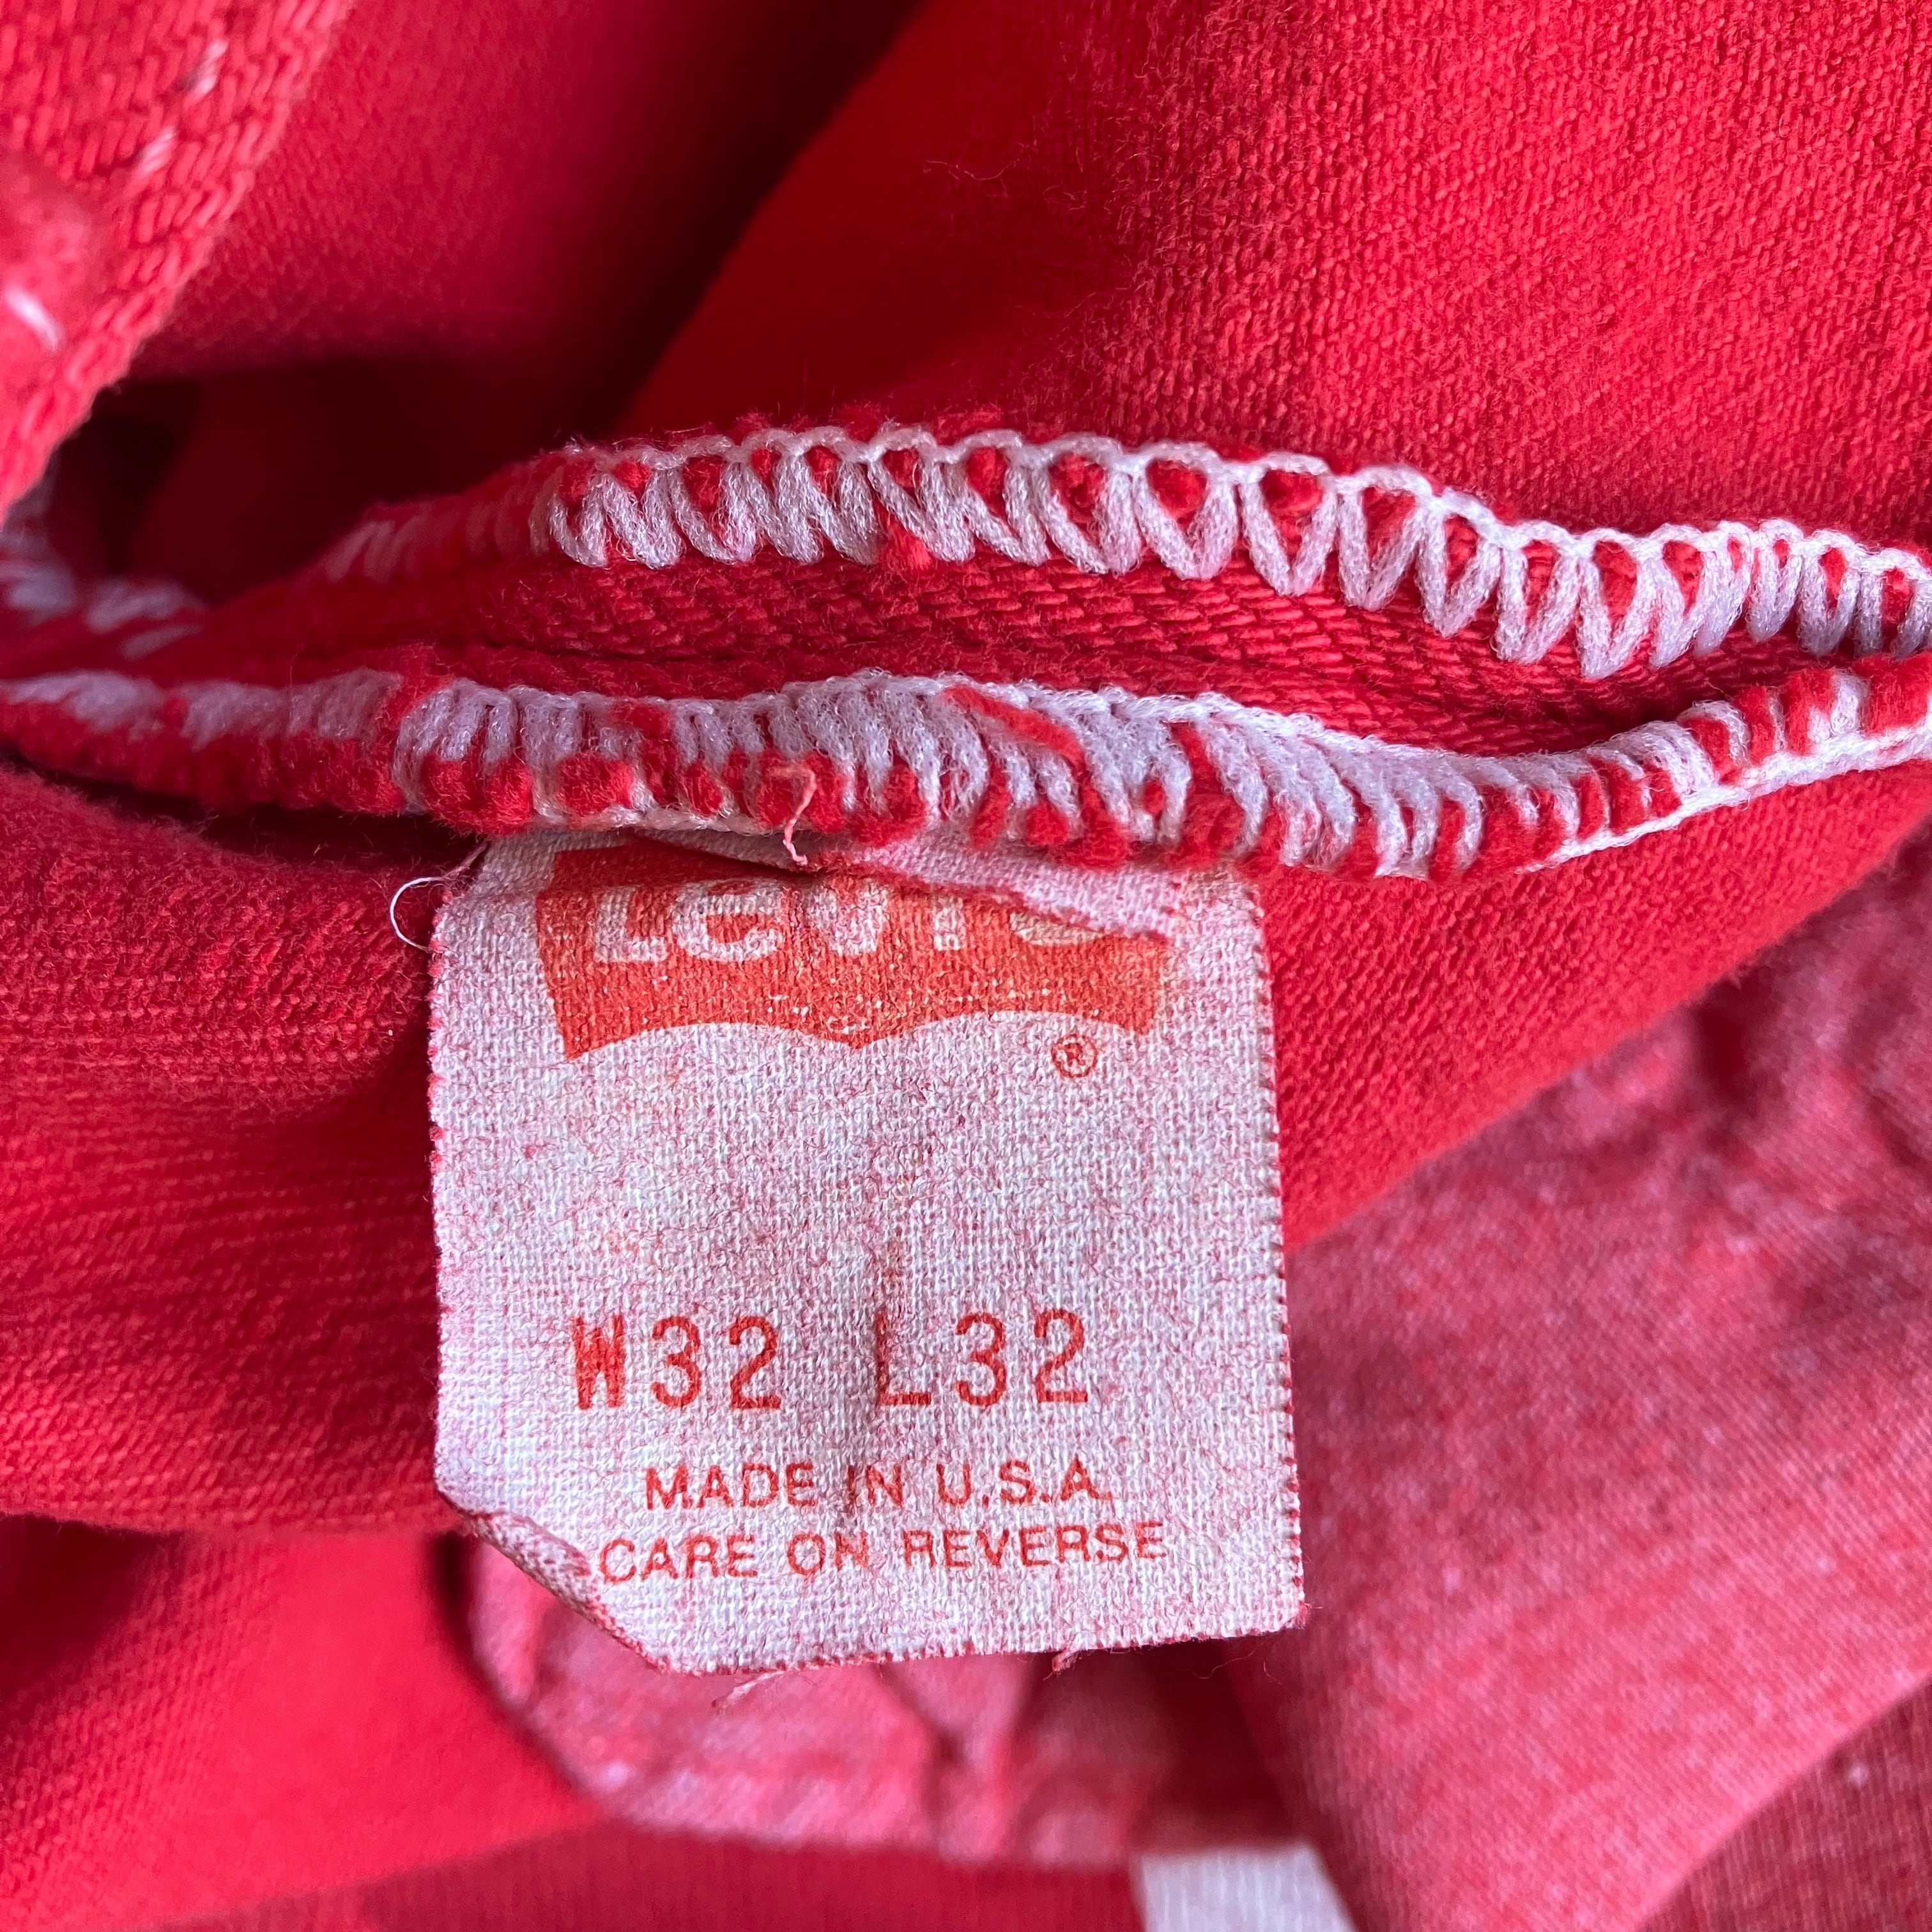 Levi's
®
W32 L32
MADE IN U.S.A.
CARE ON REVERSE